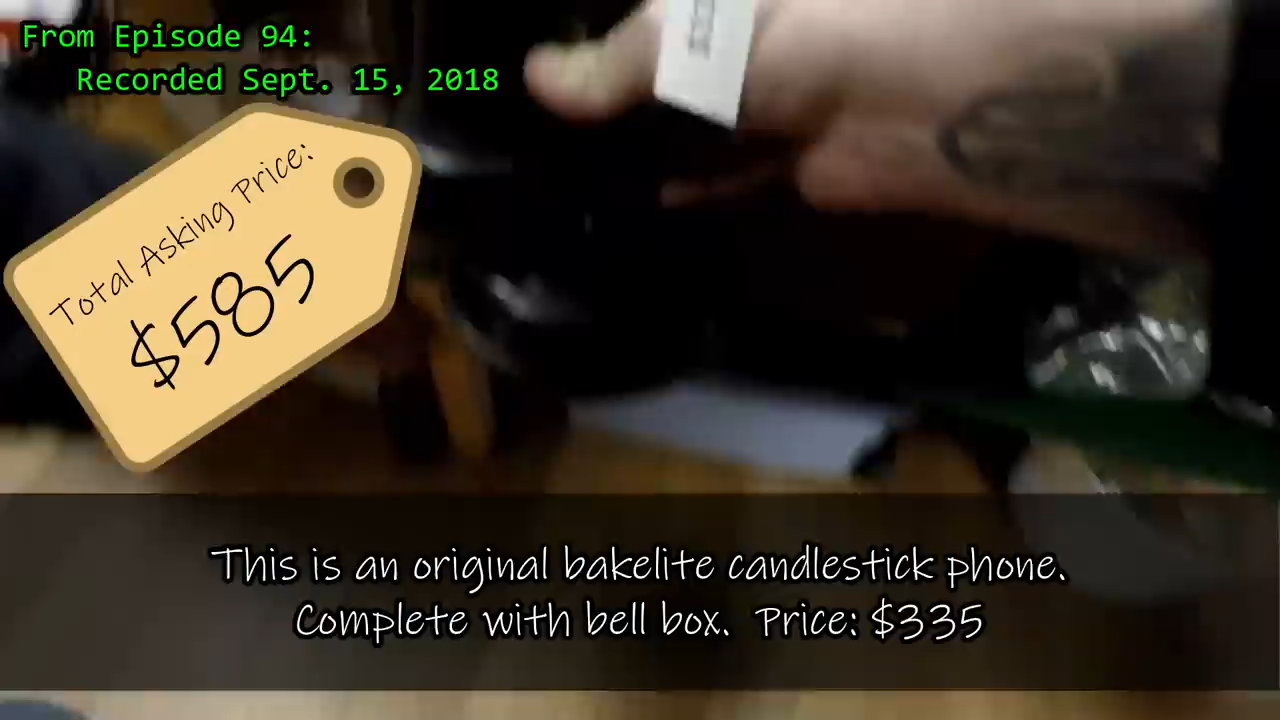 From Episode 94:
Recorded Sept. 15, 2018
Total Asking Price:
$585
This is an original bakelite candlestick phone.
Complete with bell box. Price: $335